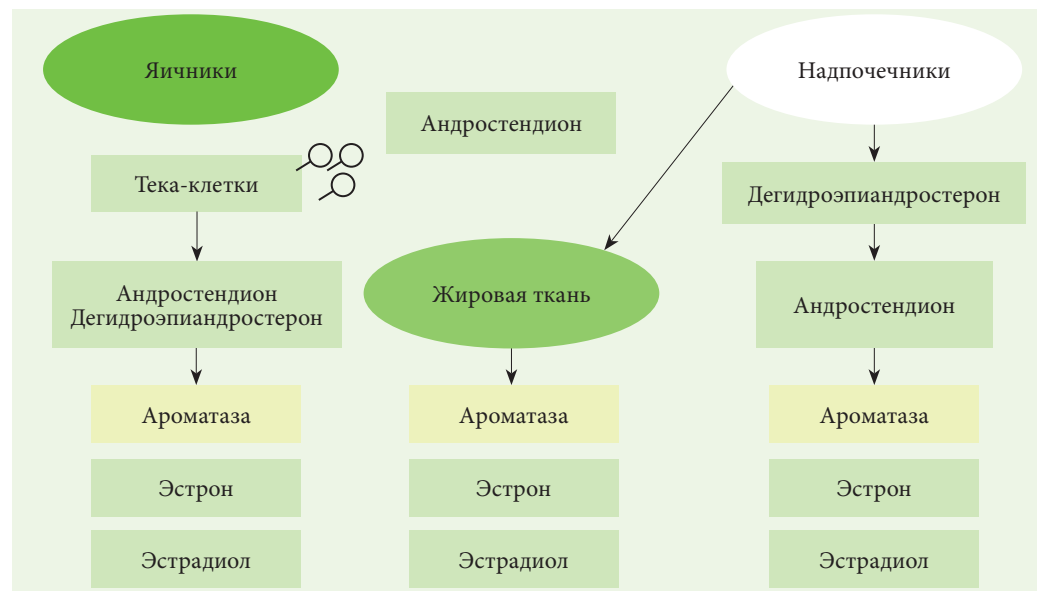 Яичники
Надпочечники
Андростендион
Тека-клетки
Дегидроэпиандростерон
Андростендион
Дегидроэпиандростерон
Жировая ткань
Андростендион
Ароматаза
Ароматаза
Ароматаза
Эстрон
Эстрон
Эстрон
Эстрадиол
Эстрадиол
Эстрадиол